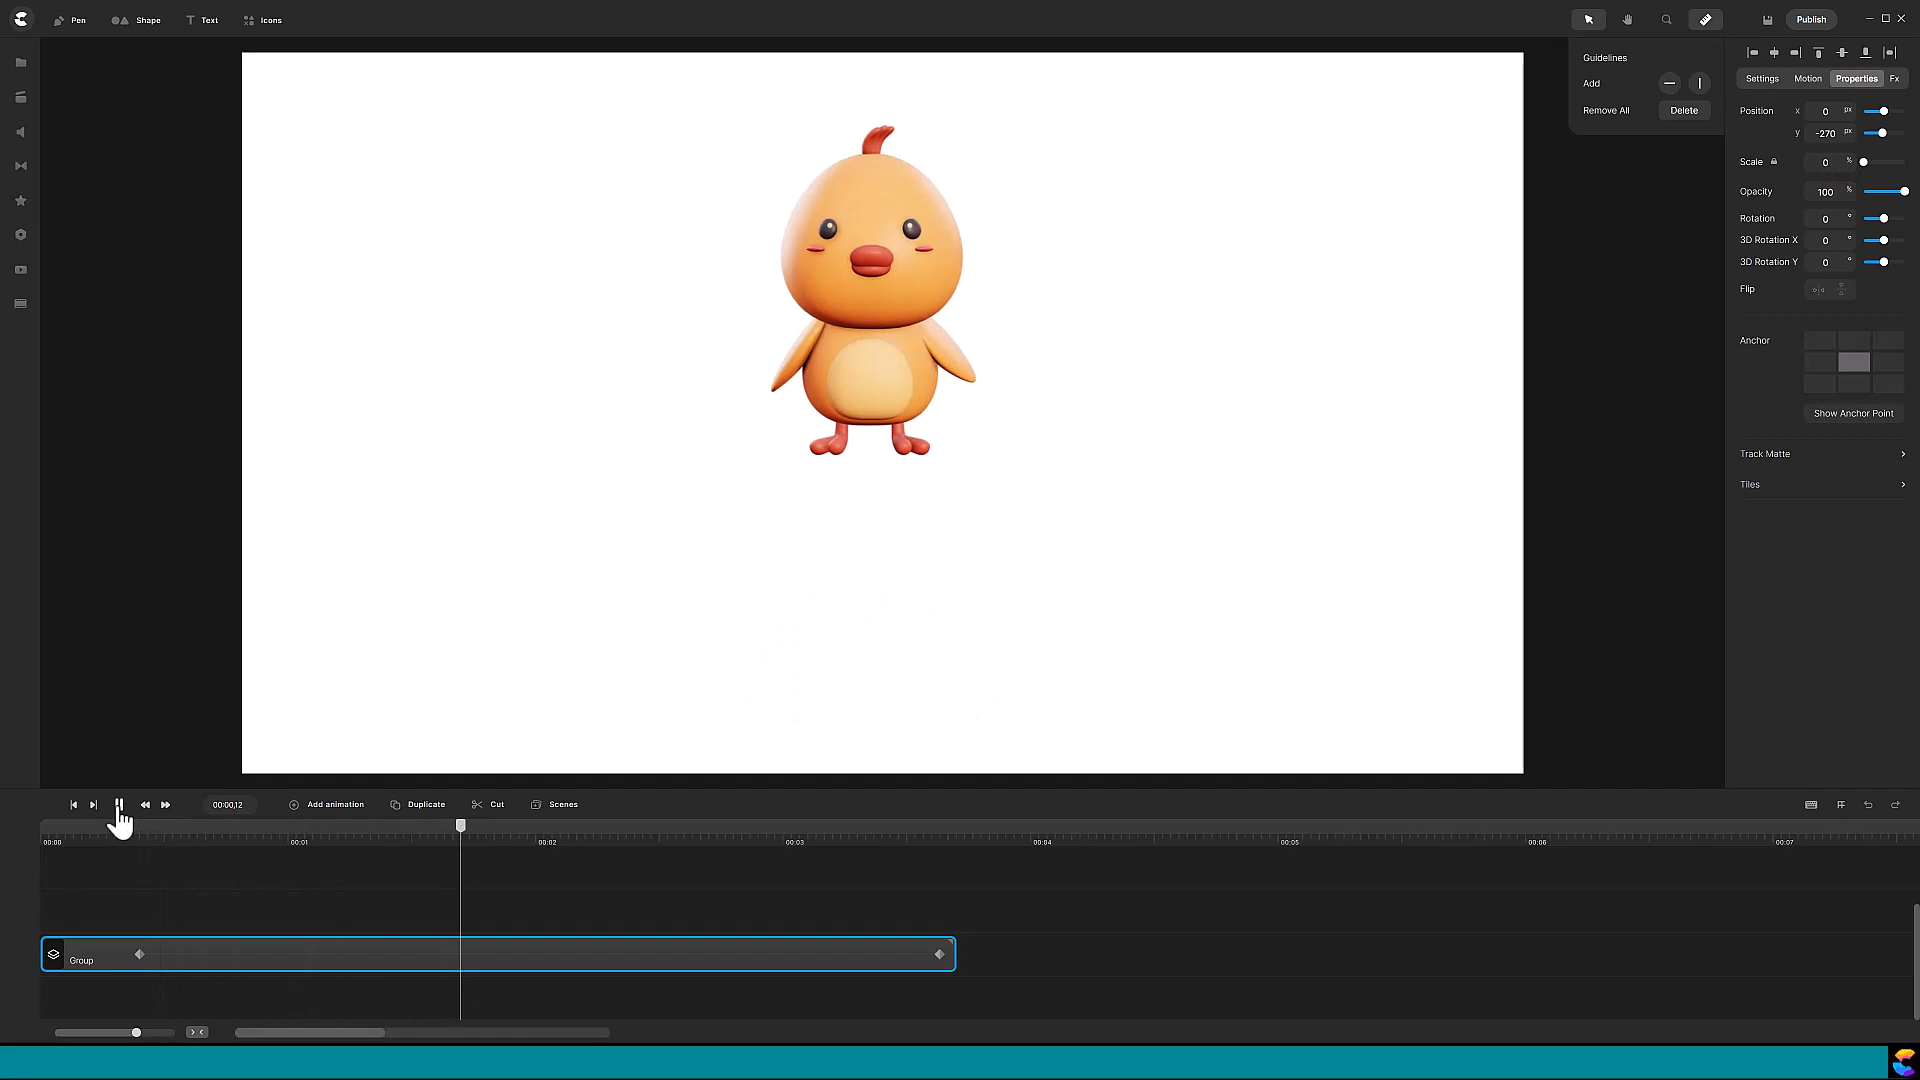 Pen Shape Text Icons Publish
Guidelines
Add
Remove All Delete
Settings Motion Properties Fx
Position x 0 px
y -270 px
Scale 0 %
Opacity 100 %
Rotation 0 °
3D Rotation X 0 °
3D Rotation Y 0 °
Flip
Anchor
Show Anchor Point
Track Matte
Tiles
00:00,12 Add animation Duplicate Cut Scenes
00:00 00:01 00:02 00:03 00:04 00:05 00:06 00:07
Group